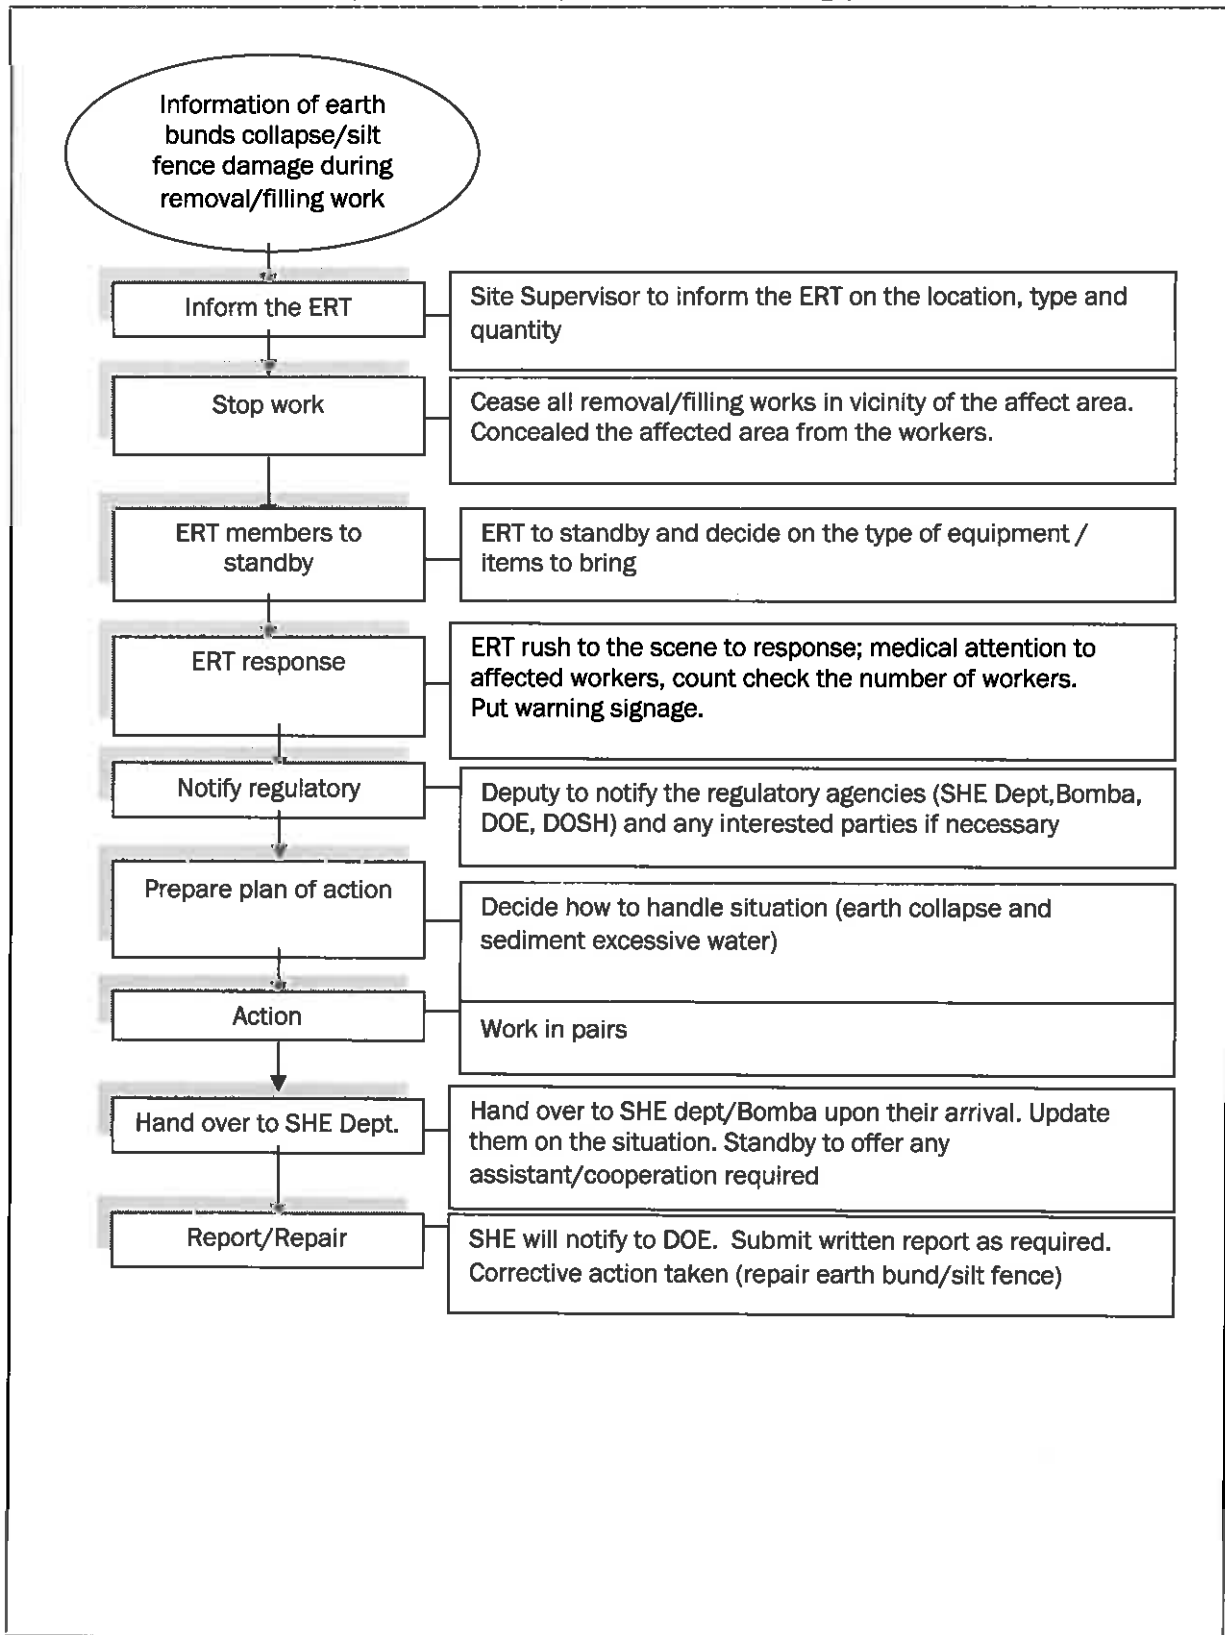 Information of earth
bunds collapse/silt
fence damage during
removal/filling work
Inform the ERT
Site Supervisor to inform the ERT on the location, type and
quantity
Stop work
Cease all removal/filling works in vicinity of the affect area.
Concealed the affected area from the workers.
ERT members to
standby
ERT to standby and decide on the type of equipment /
items to bring
ERT response
ERT rush to the scene to response; medical attention to
affected workers, count check the number of workers.
Put warning signage.
Notify regulatory
Deputy to notify the regulatory agencies (SHE Dept,Bomba,
DOE, DOSH) and any interested parties if necessary
Prepare plan of action
Decide how to handle situation (earth collapse and
sediment excessive water)
Action
Work in pairs
Hand over to SHE Dept.
Hand over to SHE dept/Bomba upon their arrival. Update
them on the situation. Standby to offer any
assistant/cooperation required
Report/Repair
SHE will notify to DOE. Submit written report as required.
Corrective action taken (repair earth bund/silt fence)